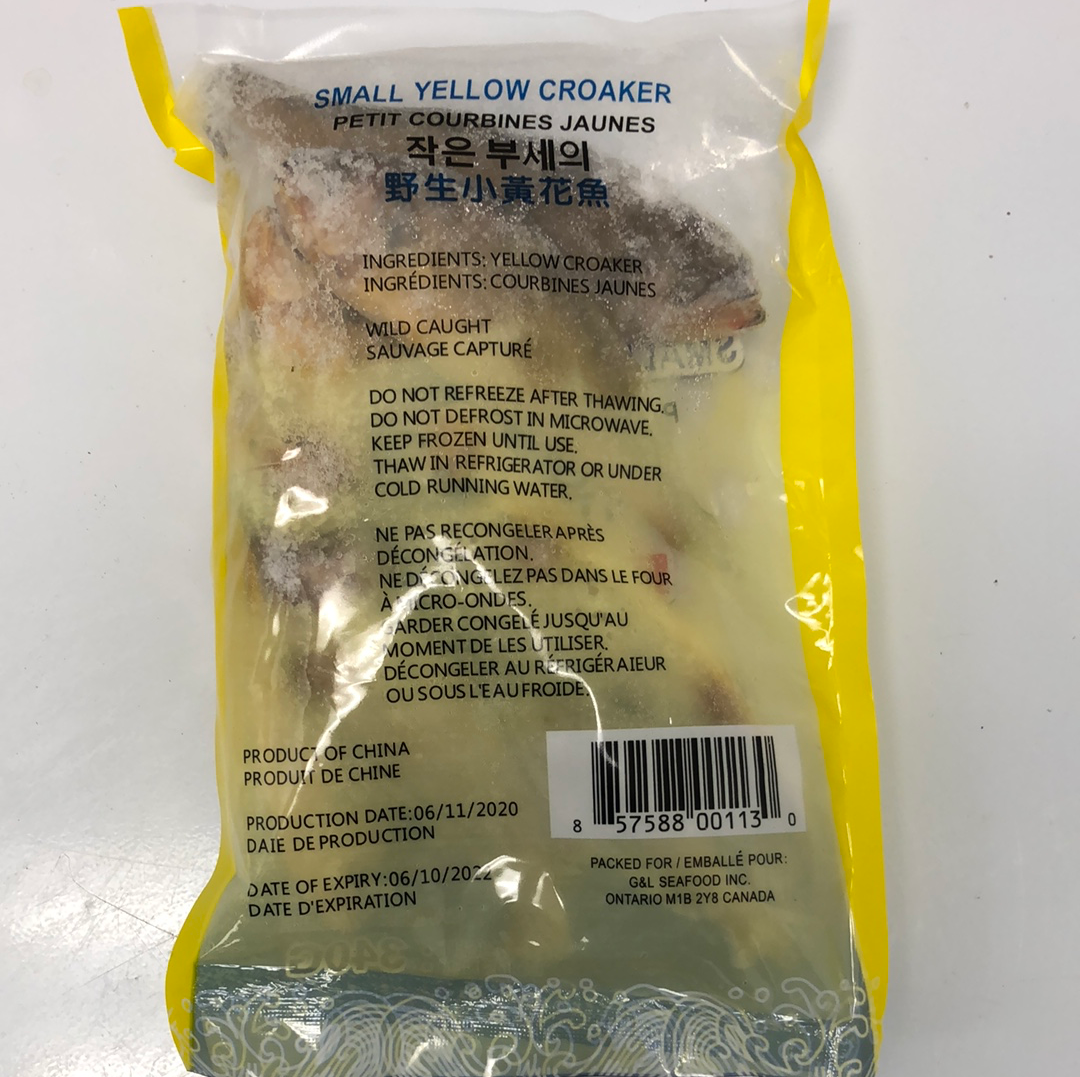 SMALL YELLOW CROAKER
PETIT COURBINES JAUNES
작은 부세의
野生小黃花魚
INGREDIENTS: YELLOW CROAKER
INGRÉDIENTS: COURBINES JAUNES
WILD CAUGHT
SAUVAGE CAPTURÉ
DO NOT REFREEZE AFTER THAWING.
DO NOT DEFROST IN MICROWAVE.
KEEP FROZEN UNTIL USE.
THAW IN REFRIGERATOR OR UNDER
COLD RUNNING WATER.
NE PAS RECONGELER APRÈS
DÉCONGÉLATION.
NE DÉCONGELEZ PAS DANS LE FOUR
À MICRO-ONDES.
GARDER CONGELÉ JUSQU'AU
MOMENT DE LES UTILISER.
DÉCONGELER AU RÉFRIGÉRAIEUR
OU SOUS L'EAU FROIDE.
PRODUCT OF CHINA
PRODUIT DE CHINE
PRODUCTION DATE:06/11/2020
DAIE DE PRODUCTION
DATE OF EXPIRY:06/10/2022
DATE D'EXPIRATION
8 57588 00113 0
PACKED FOR / EMBALLÉ POUR:
G&L SEAFOOD INC.
ONTARIO M1B 2Y8 CANADA
340G